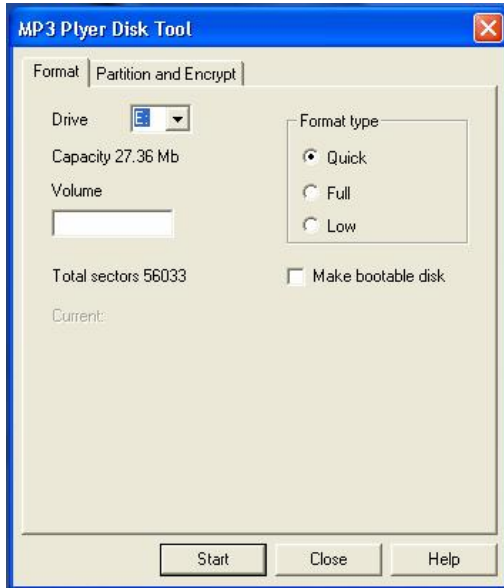 MP3 Plyer Disk Tool
Format
Partition and Encrypt
Drive
E:
Format type
Capacity 27.36 Mb
Quick
Volume
Full
Low
Total sectors 56033
Make bootable disk
Current:
Start
Close
Help